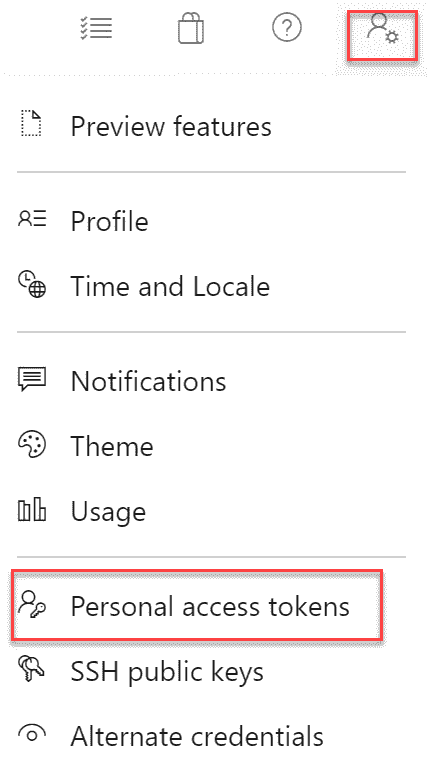 Preview features
Profile
Time and Locale
Notifications
Theme
Usage
Personal access tokens
SSH public keys
Alternate credentials